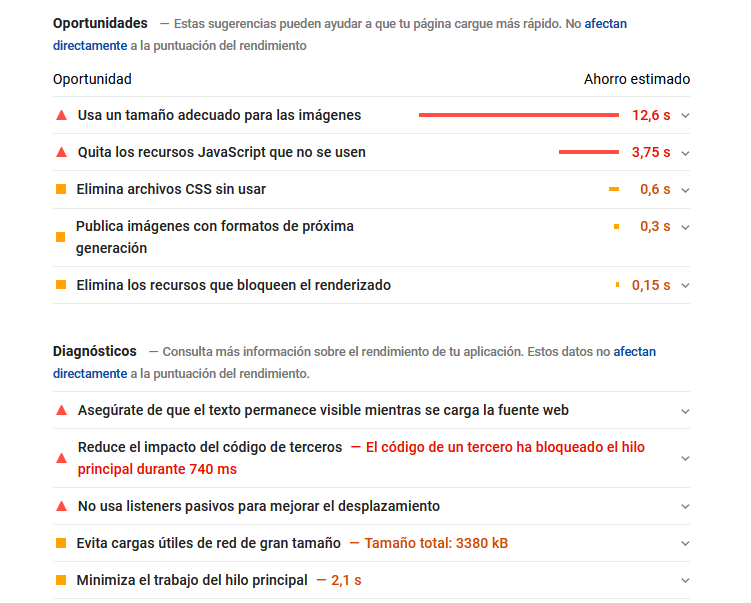 Oportunidades — Estas sugerencias pueden ayudar a que tu página cargue más rápido. No afectan
directamente a la puntuación del rendimiento
Oportunidad Ahorro estimado
Usa un tamaño adecuado para las imágenes 12,6 s
Quita los recursos JavaScript que no se usen 3,75 s
Elimina archivos CSS sin usar 0,6 s
Publica imágenes con formatos de próxima 0,3 s
generación
Elimina los recursos que bloqueen el renderizado 0,15 s
Diagnósticos — Consulta más información sobre el rendimiento de tu aplicación. Estos datos no afectan
directamente a la puntuación del rendimiento.
Asegúrate de que el texto permanece visible mientras se carga la fuente web
Reduce el impacto del código de terceros — El código de un tercero ha bloqueado el hilo
principal durante 740 ms
No usa listeners pasivos para mejorar el desplazamiento
Evita cargas útiles de red de gran tamaño — Tamaño total: 3380 kB
Minimiza el trabajo del hilo principal — 2,1 s